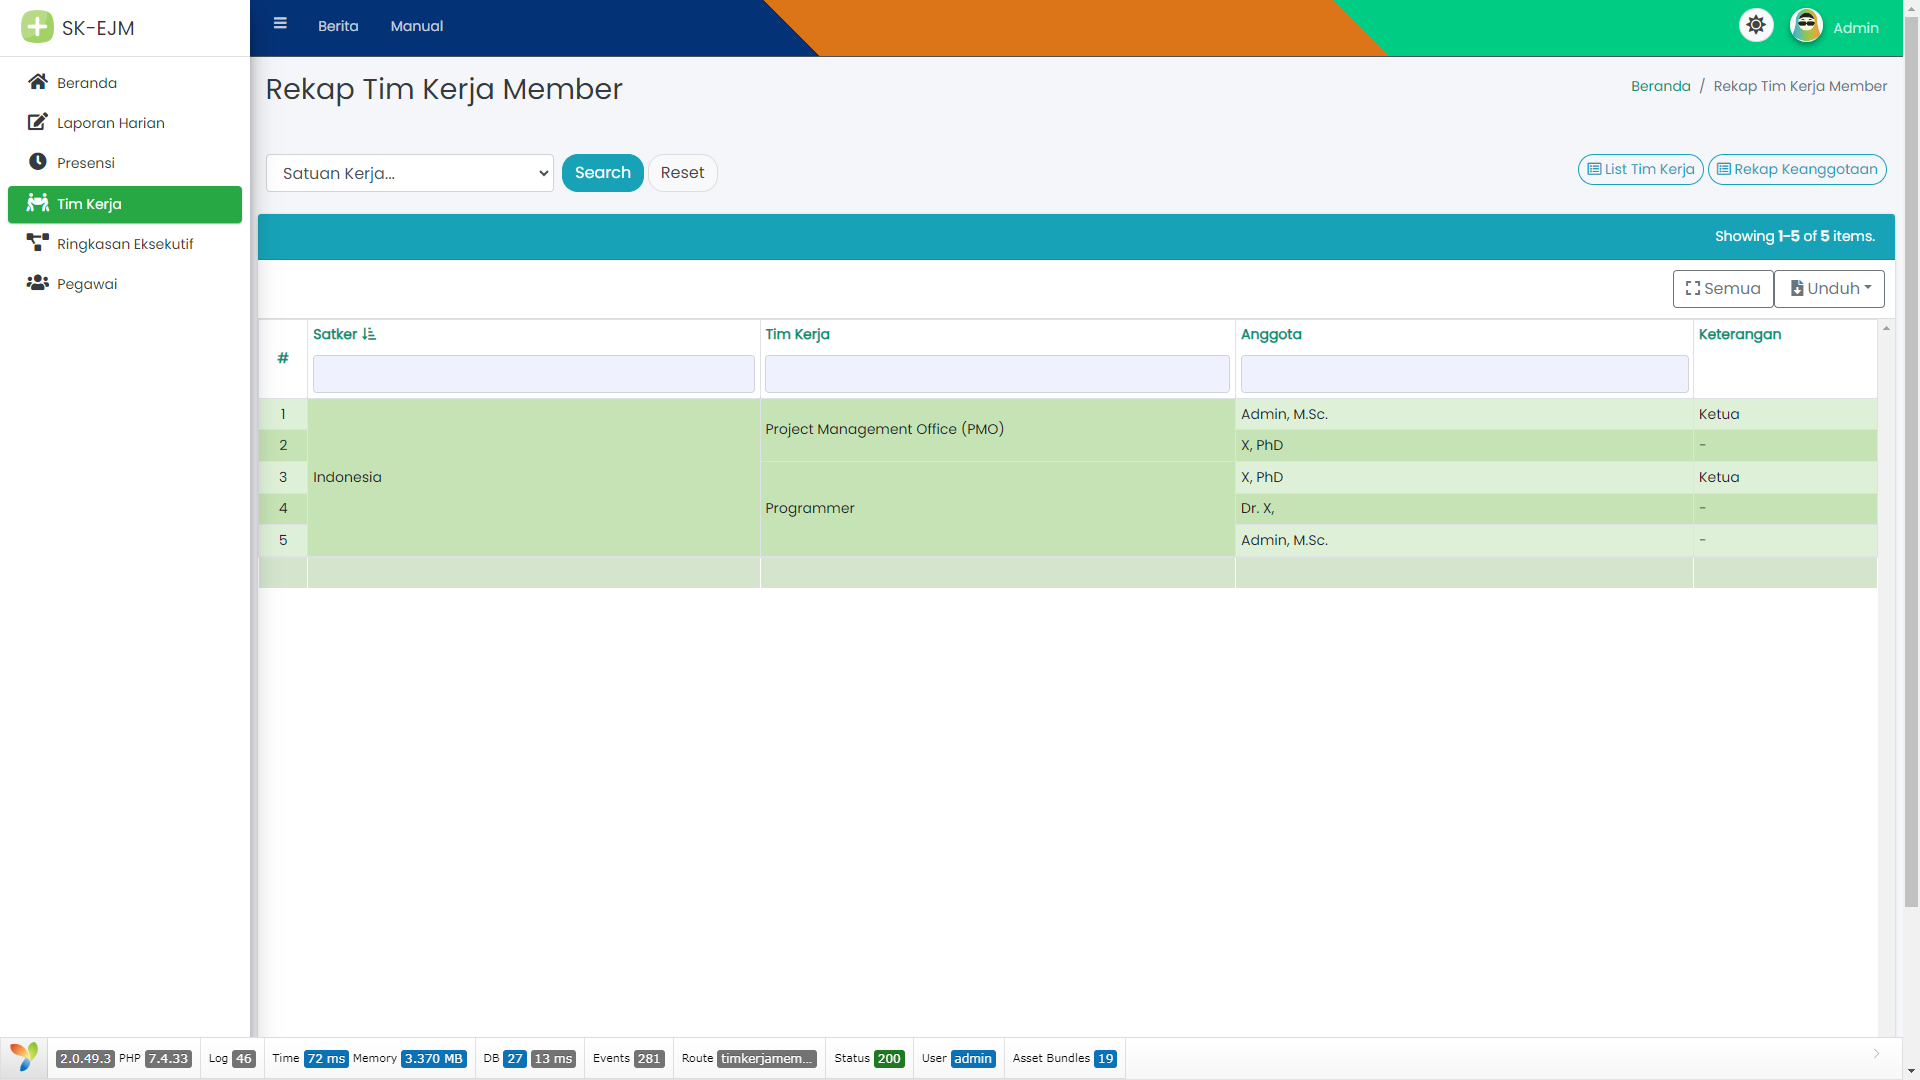 SK-EJM
Berita
Manual
Admin
Beranda
Laporan Harian
Presensi
Tim Kerja
Ringkasan Eksekutif
Pegawai
Rekap Tim Kerja Member
Beranda / Rekap Tim Kerja Member
Satuan Kerja...
Search
Reset
List Tim Kerja
Rekap Keanggotaan
Showing 1-5 of 5 items.
Semua
Unduh
# Satker Tim Kerja Anggota Keterangan
1 Indonesia Project Management Office (PMO) Admin, M.Sc. Ketua
2 X, PhD -
3 Programmer X, PhD Ketua
4 Dr. X, -
5 Admin, M.Sc. -
2.0.49.3 PHP 7.4.33 Log 46 Time 72 ms Memory 3.370 MB DB 27 13 ms Events 281 Route timkerjamem... Status 200 User admin Asset Bundles 19